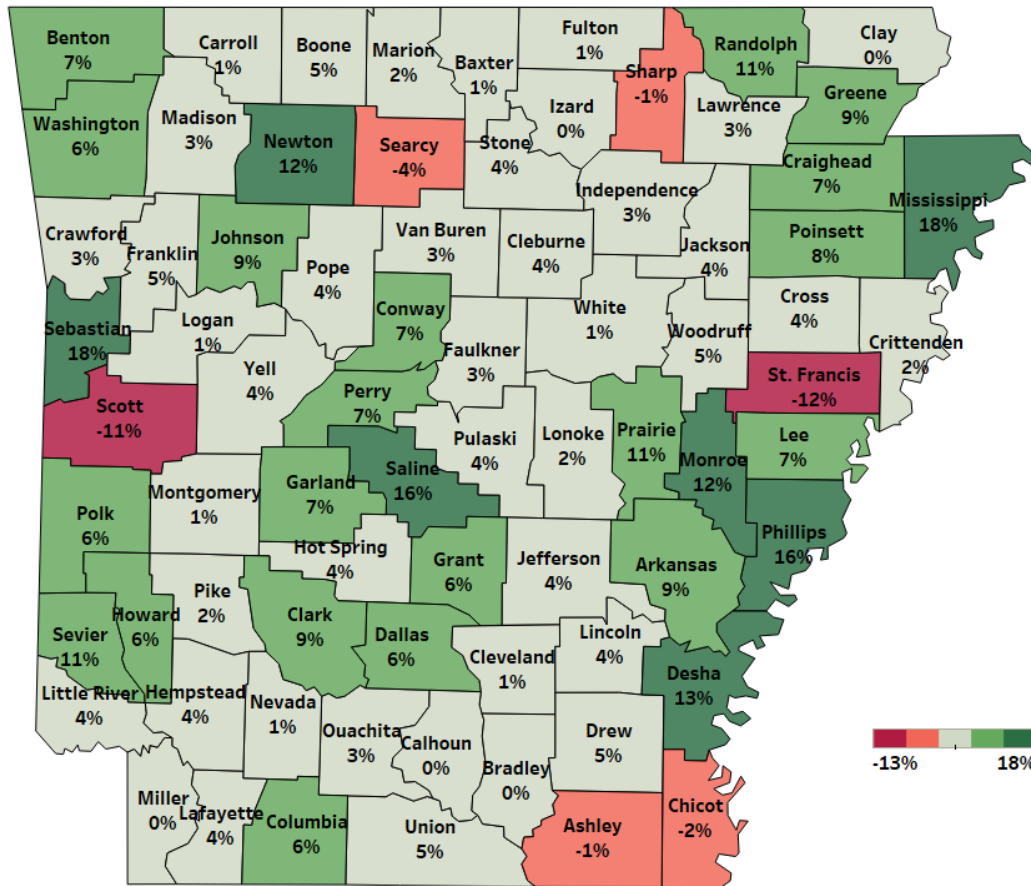 Benton
7%
Carroll
1%
Boone
5%
Marion
2%
Baxter
1%
Fulton
1%
Sharp
-1%
Randolph
11%
Clay
0%
Washington
6%
Madison
3%
Newton
12%
Searcy
-4%
Stone
4%
Izard
0%
Lawrence
3%
Greene
9%
Craighead
7%
Mississippi
18%
Independence
3%
Crawford
3%
Franklin
5%
Johnson
9%
Pope
4%
Van Buren
3%
Cleburne
4%
Jackson
4%
Poinsett
8%
Sebastian
18%
Logan
1%
Conway
7%
White
1%
Woodruff
5%
Cross
4%
Crittenden
2%
Yell
4%
Faulkner
3%
St. Francis
-12%
Scott
-11%
Perry
7%
Pulaski
4%
Lonoke
2%
Prairie
11%
Monroe
12%
Lee
7%
Saline
16%
Garland
7%
Montgomery
1%
Polk
6%
Phillips
16%
Hot Spring
4%
Grant
6%
Jefferson
4%
Arkansas
9%
Pike
2%
Howard
6%
Clark
9%
Dallas
6%
Sevier
11%
Lincoln
4%
Cleveland
1%
Desha
13%
Little River
4%
Hempstead
4%
Nevada
1%
Ouachita
3%
Calhoun
0%
Drew
5%
Bradley
0%
-13%
18%
Miller
0%
Lafayette
4%
Columbia
6%
Union
5%
Ashley
-1%
Chicot
-2%